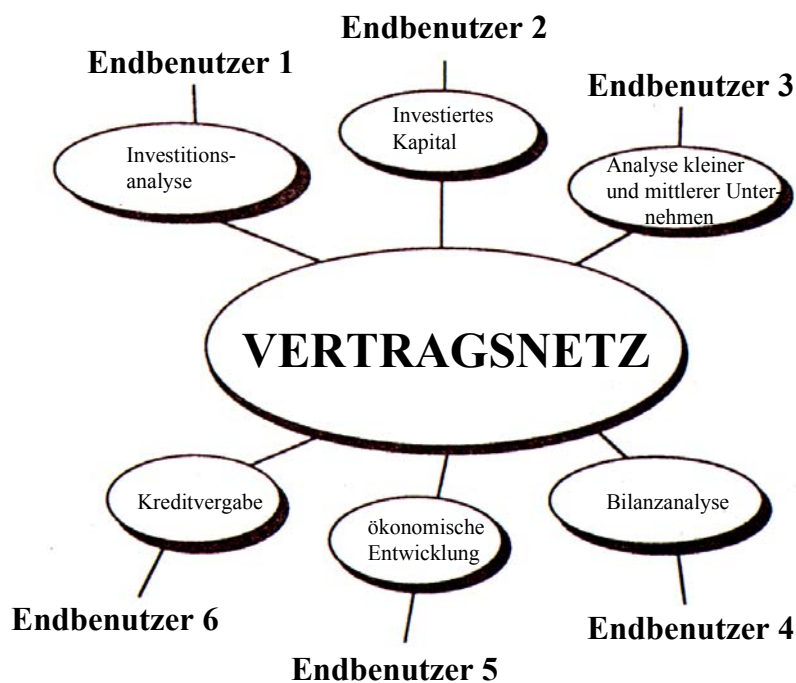 Endbenutzer 1
Endbenutzer 2
Endbenutzer 3
Investitions-
analyse
Investiertes
Kapital
Analyse kleiner
und mittlerer Unter-
nehmen
VERTRAGSNETZ
Kreditvergabe
ökonomische
Entwicklung
Bilanzanalyse
Endbenutzer 6
Endbenutzer 5
Endbenutzer 4